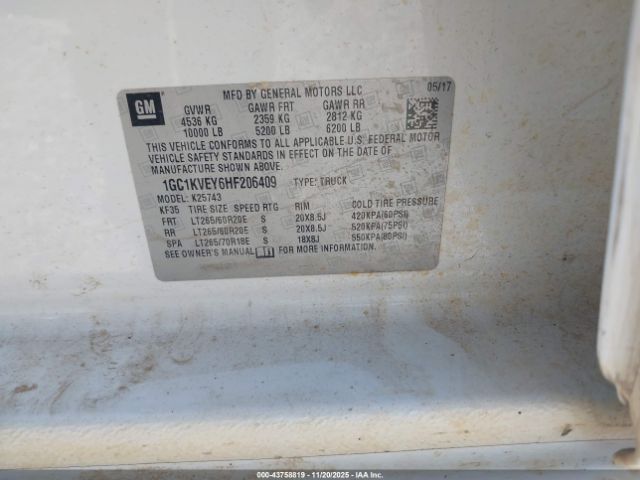 MFD BY GENERAL MOTORS LLC 05/17
GM
GVWR GAWR FRT GAWR RR
4536 KG 2359 KG 2812 KG
10000 LB 5200 LB 6200 LB
THIS VEHICLE CONFORMS TO ALL APPLICABLE U.S. FEDERAL MOTOR
VEHICLE SAFETY STANDARDS IN EFFECT ON THE DATE OF
MANUFACTURE SHOWN ABOVE.
1GC1KVEY6HF206409 TYPE: TRUCK
MODEL: K25743
KF35 TIRE SIZE SPEED RTG RIM COLD TIRE PRESSURE
FRT LT265/60R20E S 20X8.5J 420KPA(60PSI)
RR LT265/60R20E S 20X8.5J 520KPA(75PSI)
SPA LT265/70R18E S 18X8J 550KPA(80PSI)
SEE OWNER'S MANUAL FOR MORE INFORMATION
00-43758819 | 11/20/2025 | IAAHOLDINGS, LLC